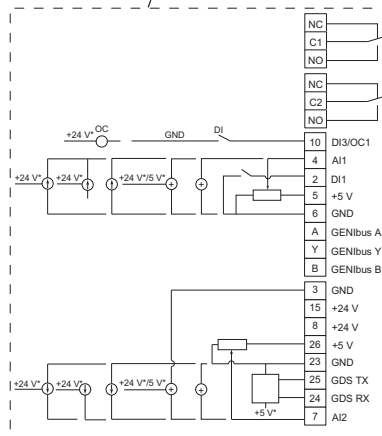 NC
C1
NO
NC
C2
NO
+24 V* OC GND DI 10 DI3/OC1
4 AI1
+24 V* +24 V* +24 V*/5 V* + + 2 DI1
5 +5 V
6 GND
A GENIbus A
Y GENIbus Y
B GENIbus B
3 GND
15 +24 V
8 +24 V
26 +5 V
23 GND
+24 V* +24 V* +24 V*/5 V* + + 25 GDS TX
24 GDS RX
+5 V* 7 AI2